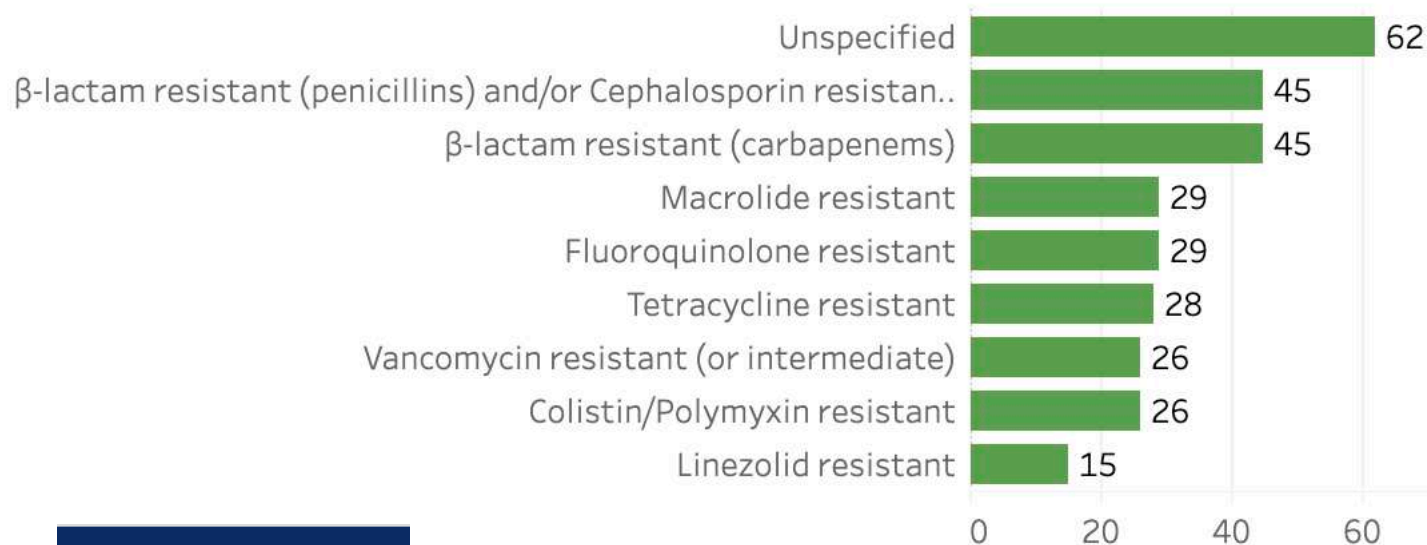 Unspecified 62
β-lactam resistant (penicillins) and/or Cephalosporin resistan.. 45
β-lactam resistant (carbapenems) 45
Macrolide resistant 29
Fluoroquinolone resistant 29
Tetracycline resistant 28
Vancomycin resistant (or intermediate) 26
Colistin/Polymyxin resistant 26
Linezolid resistant 15
0 20 40 60